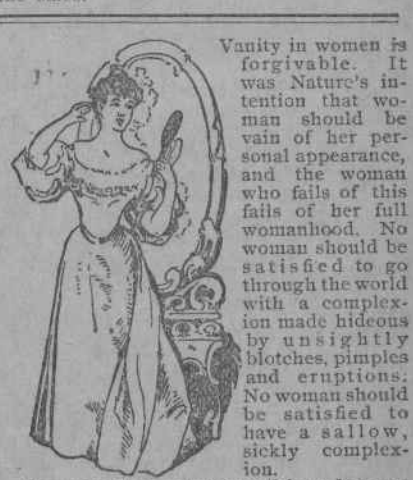 Vanity in women is
forgivable. It
was Nature's in-
tention that wo-
man should be
vain of her per-
sonal appearance,
and the woman
who fails of this
fails of her full
womanhood. No
woman should be
satisfied to go
through the world
with a complex-
ion made hideous
by unsightly
blotches, pimples
and eruptions.
No woman should
be satisfied to
have a sallow,
sickly complex-
ion.